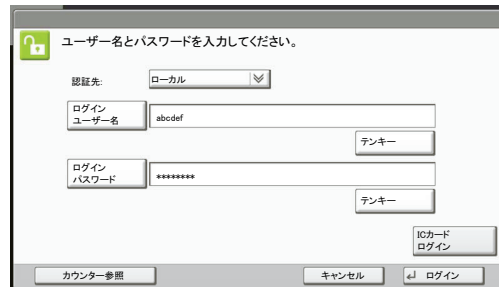 ユーザー名とパスワードを入力してください。
認証先:
ローカル
ログイン
ユーザー名
abcdef
テンキー
ログイン
パスワード
********
テンキー
ICカード
ログイン
カウンター参照
キャンセル
ログイン